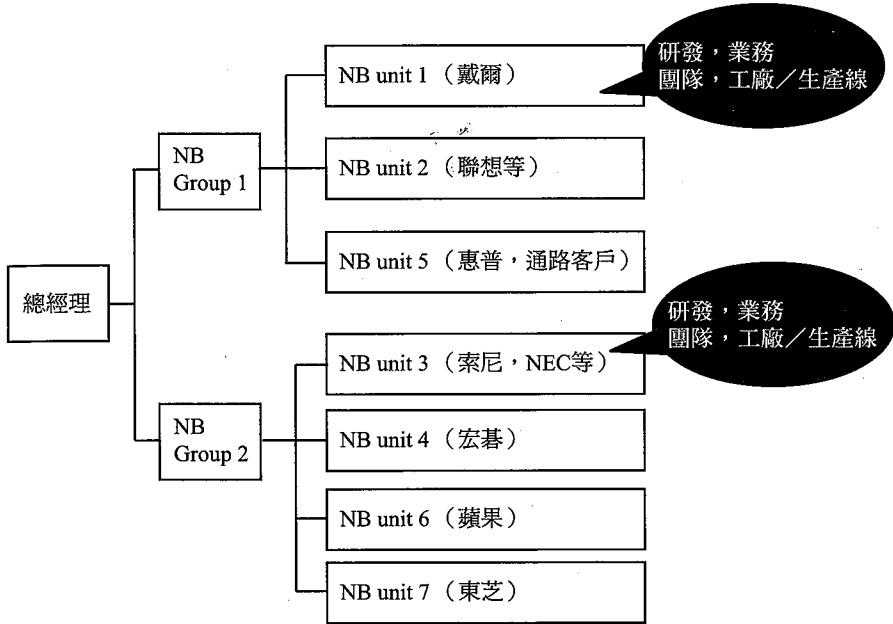 總經理
NB
Group 1
NB unit 1（戴爾）
研發，業務
團隊，工廠／生產線
NB unit 2（聯想等）
NB unit 5（惠普，通路客戶）
NB
Group 2
NB unit 3（索尼，NEC等）
研發，業務
團隊，工廠／生產線
NB unit 4（宏碁）
NB unit 6（蘋果）
NB unit 7（東芝）